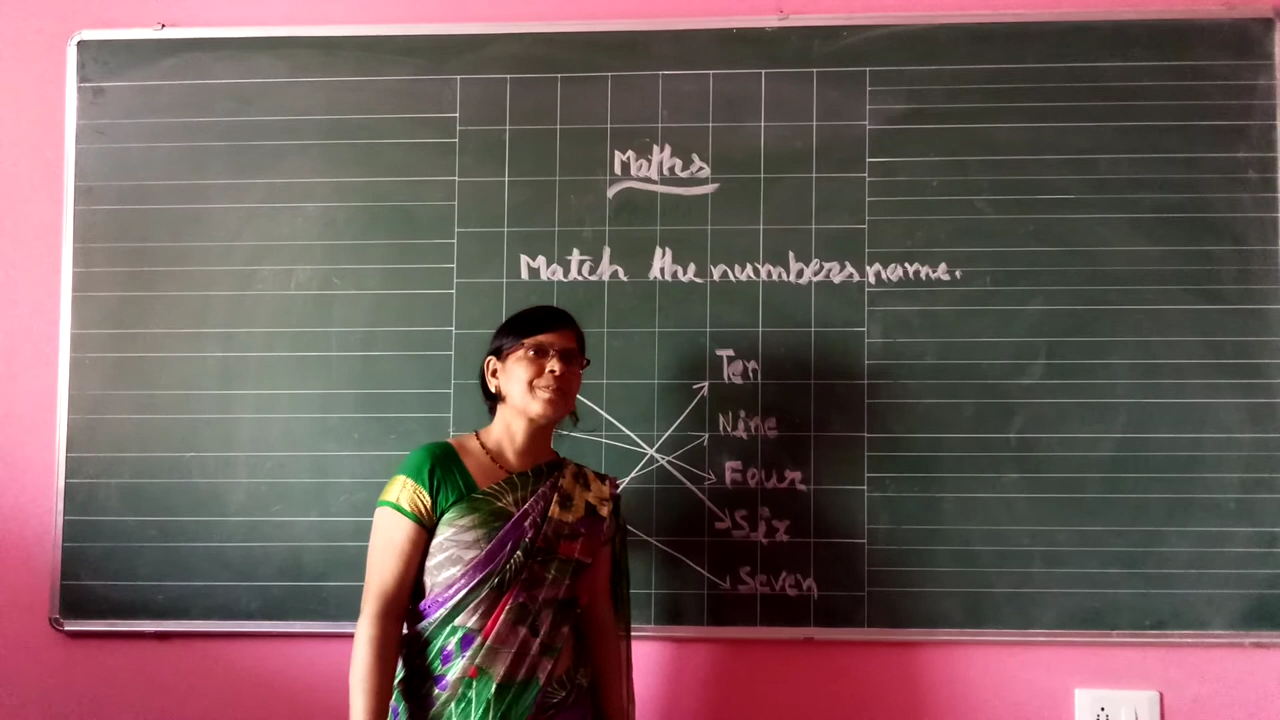 Maths
Match the numbers name.
Ten
Nine
Four
Six
Seven